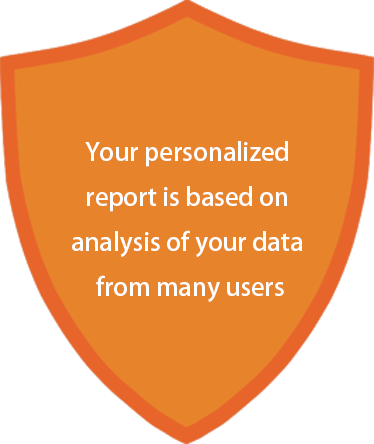 Your personalized
report is based on
analysis of your data
from many users